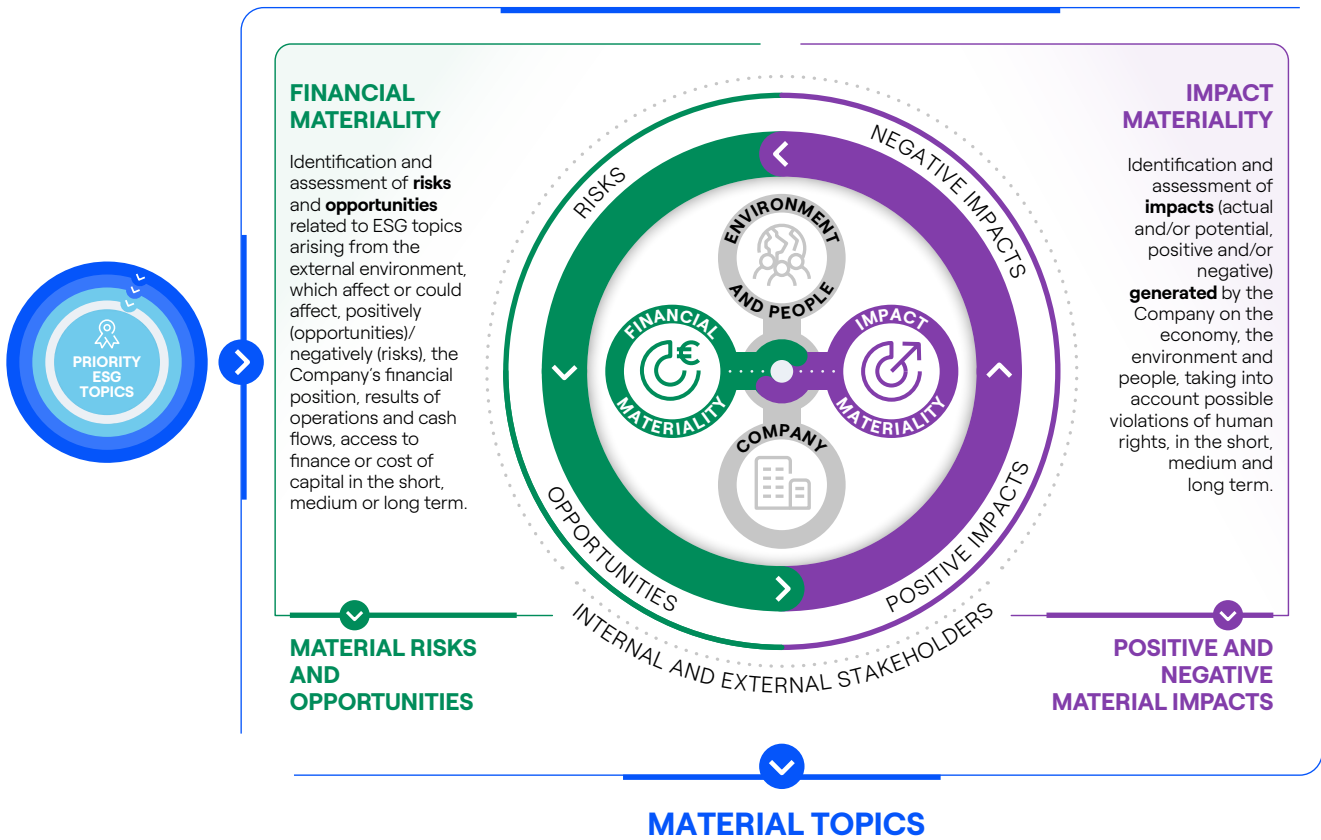 PRIORITY
ESG
TOPICS
FINANCIAL
MATERIALITY
Identification and
assessment of risks
and opportunities
related to ESG topics
arising from the
external environment,
which affect or could
affect, positively
(opportunities)/
negatively (risks), the
Company’s financial
position, results of
operations and cash
flows, access to
finance or cost of
capital in the short,
medium or long term.
MATERIAL RISKS
AND
OPPORTUNITIES
RISKS
NEGATIVE IMPACTS
ENVIRONMENT
AND PEOPLE
FINANCIAL
MATERIALITY
€
IMPACT
MATERIALITY
COMPANY
OPPORTUNITIES
POSITIVE IMPACTS
INTERNAL AND EXTERNAL STAKEHOLDERS
IMPACT
MATERIALITY
Identification and
assessment of
impacts (actual
and/or potential,
positive and/or
negative)
generated by the
Company on the
economy, the
environment and
people, taking into
account possible
violations of human
rights, in the short,
medium and
long term.
POSITIVE AND
NEGATIVE
MATERIAL IMPACTS
MATERIAL TOPICS